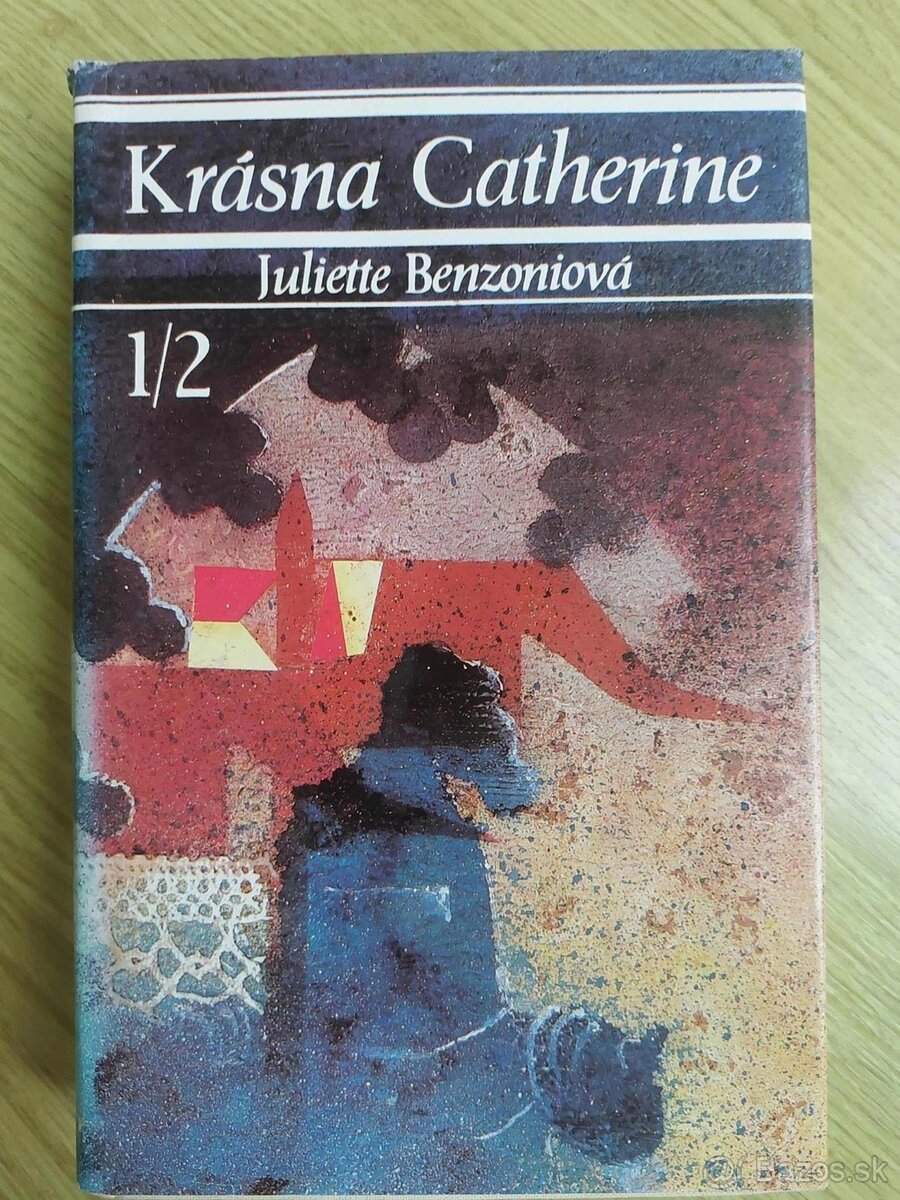 Krásna Catherine
Juliette Benzoniová
1/2
Bazos.sk